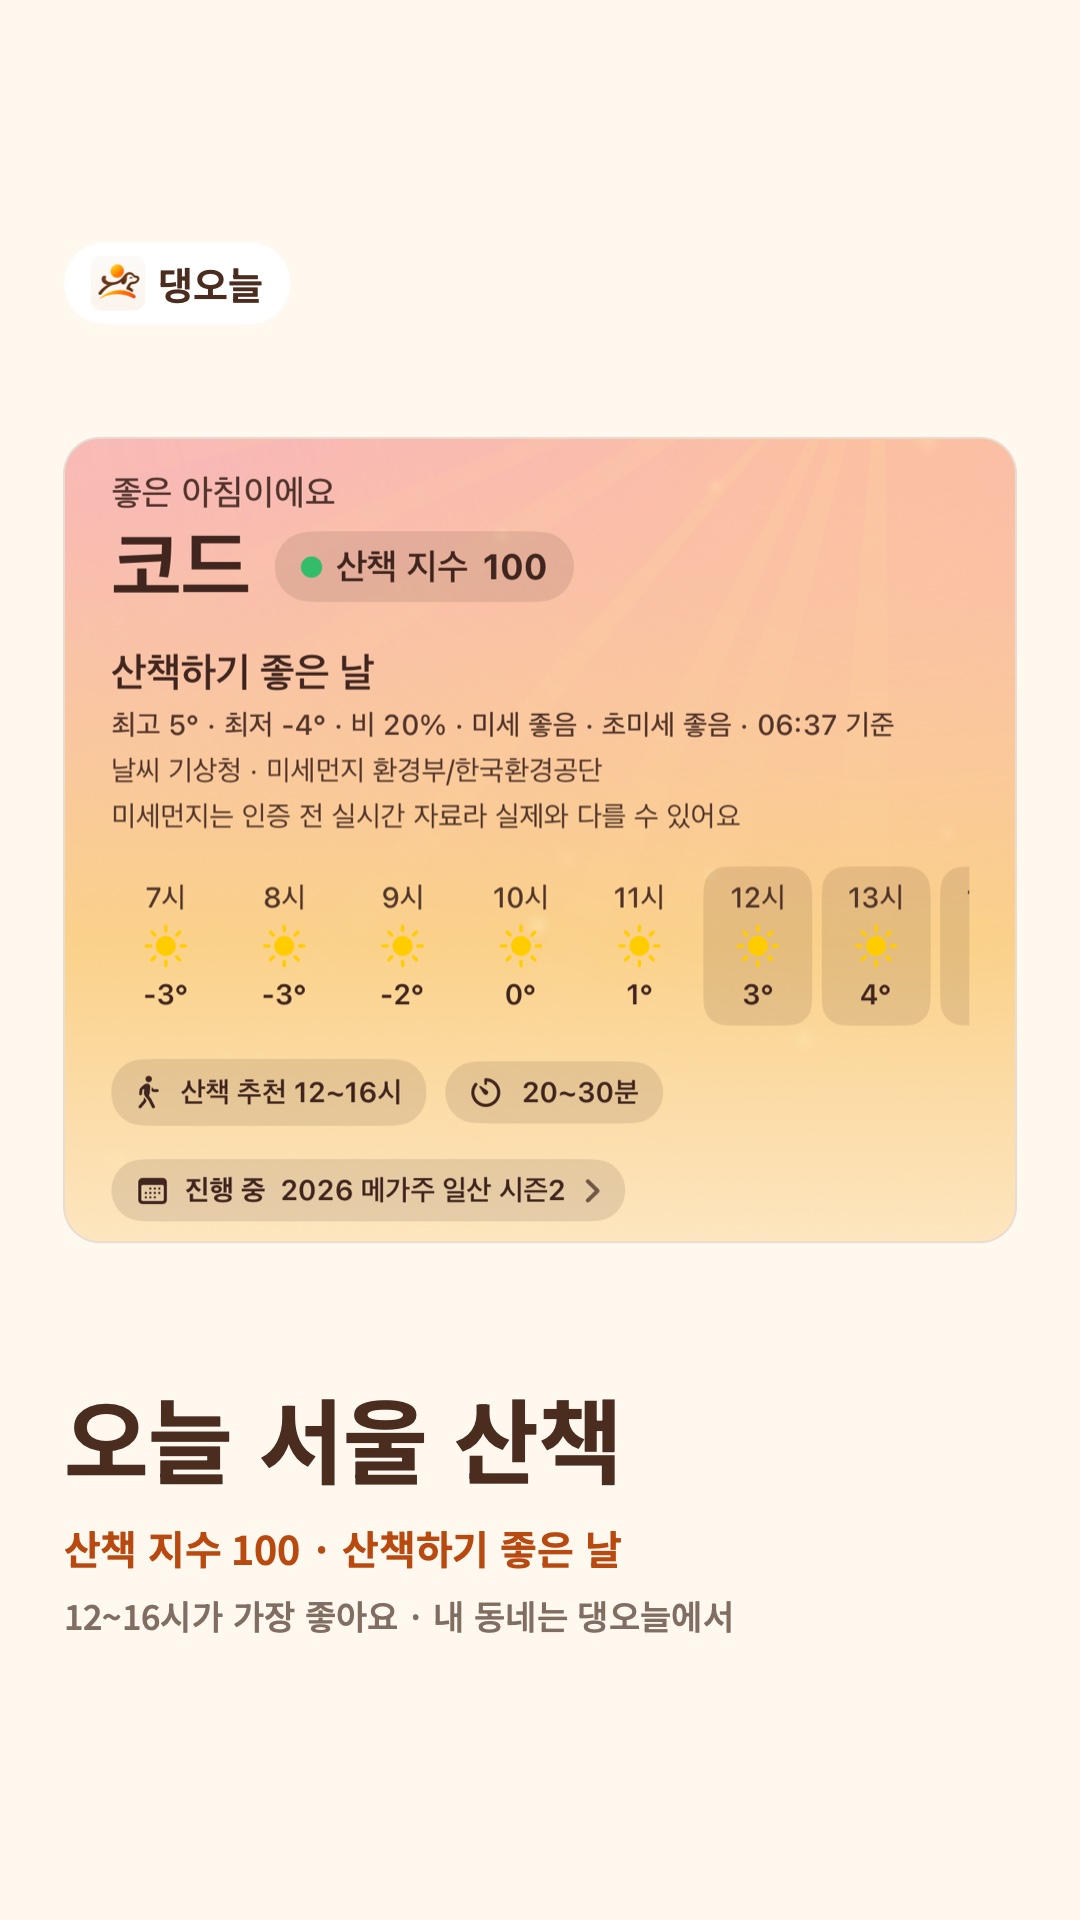 댕오늘
좋은 아침이에요
코드 산책 지수 100
산책하기 좋은 날
최고 5° · 최저 -4° · 비 20% · 미세 좋음 · 초미세 좋음 · 06:37 기준
날씨 기상청 · 미세먼지 환경부/한국환경공단
미세먼지는 인증 전 실시간 자료라 실제와 다를 수 있어요
7시 8시 9시 10시 11시 12시 13시
-3° -3° -2° 0° 1° 3° 4°
산책 추천 12~16시 20~30분
진행 중 2026 메가주 일산 시즌2
오늘 서울 산책
산책 지수 100 · 산책하기 좋은 날
12~16시가 가장 좋아요 · 내 동네는 댕오늘에서